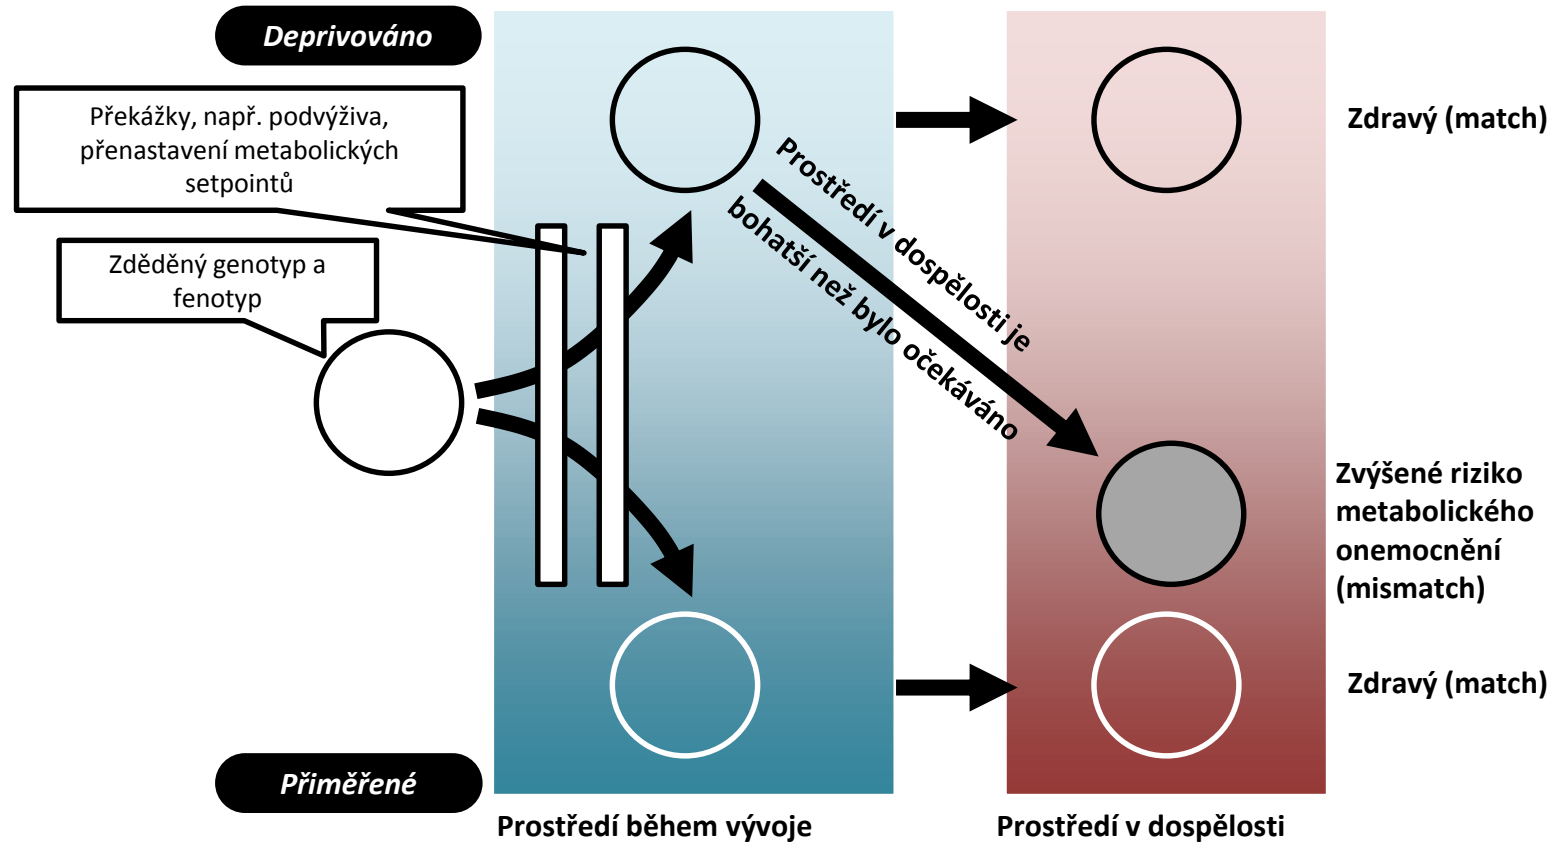 Deprivováno
Překážky, např. podvýživa,
přenastavení metabolických
setpointů
Zděděný genotyp a
fenotyp
Prostředí v dospělosti je
bohatší než bylo očekáváno
Zdravý (match)
Zvýšené riziko
metabolického
onemocnění
(mismatch)
Zdravý (match)
Přiměřené
Prostředí během vývoje
Prostředí v dospělosti